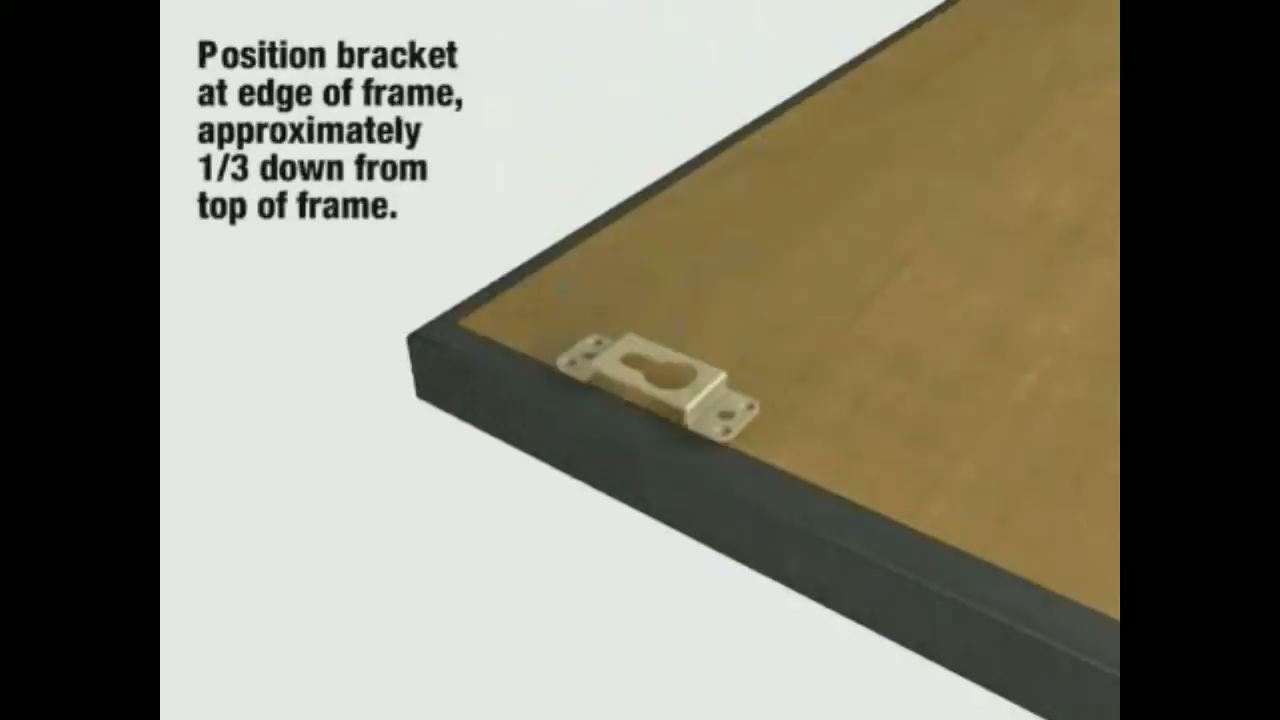 Position bracket
at edge of frame,
approximately
1/3 down from
top of frame.